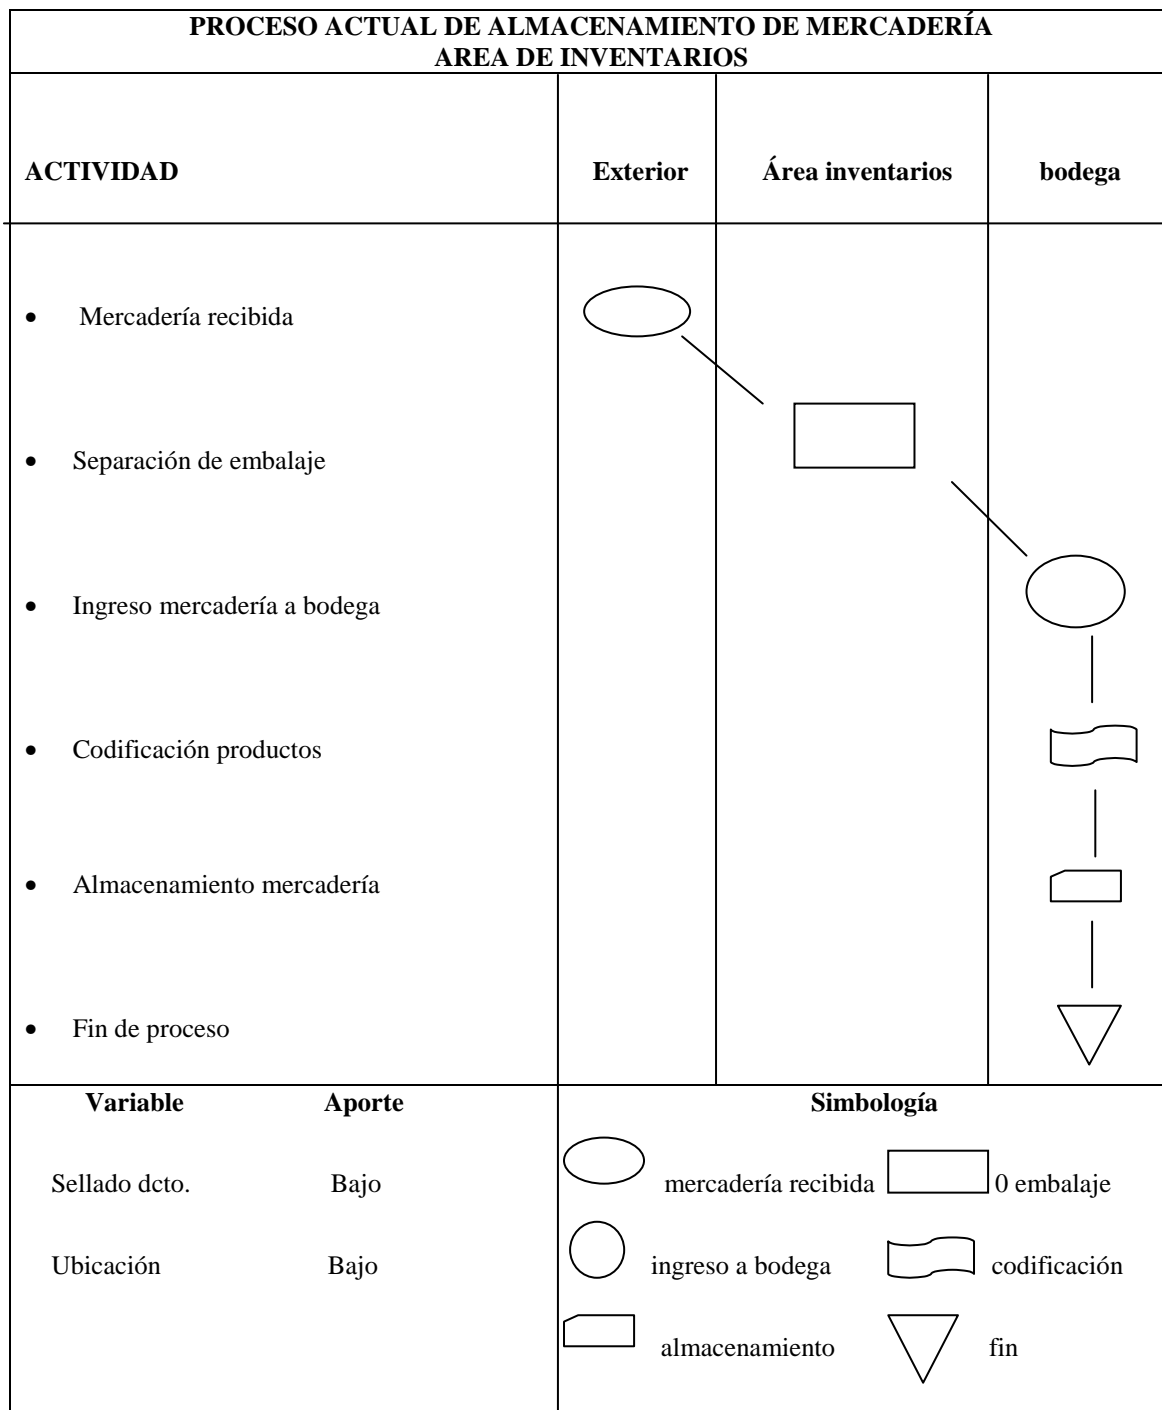 PROCESO ACTUAL DE ALMACENAMIENTO DE MERCADERÍA
AREA DE INVENTARIOS
ACTIVIDAD Exterior Área inventarios bodega
• Mercadería recibida
• Separación de embalaje
• Ingreso mercadería a bodega
• Codificación productos
• Almacenamiento mercadería
• Fin de proceso
Variable Aporte Simbología
Sellado dcto. Bajo mercadería recibida 0 embalaje
Ubicación Bajo ingreso a bodega codificación
almacenamiento fin